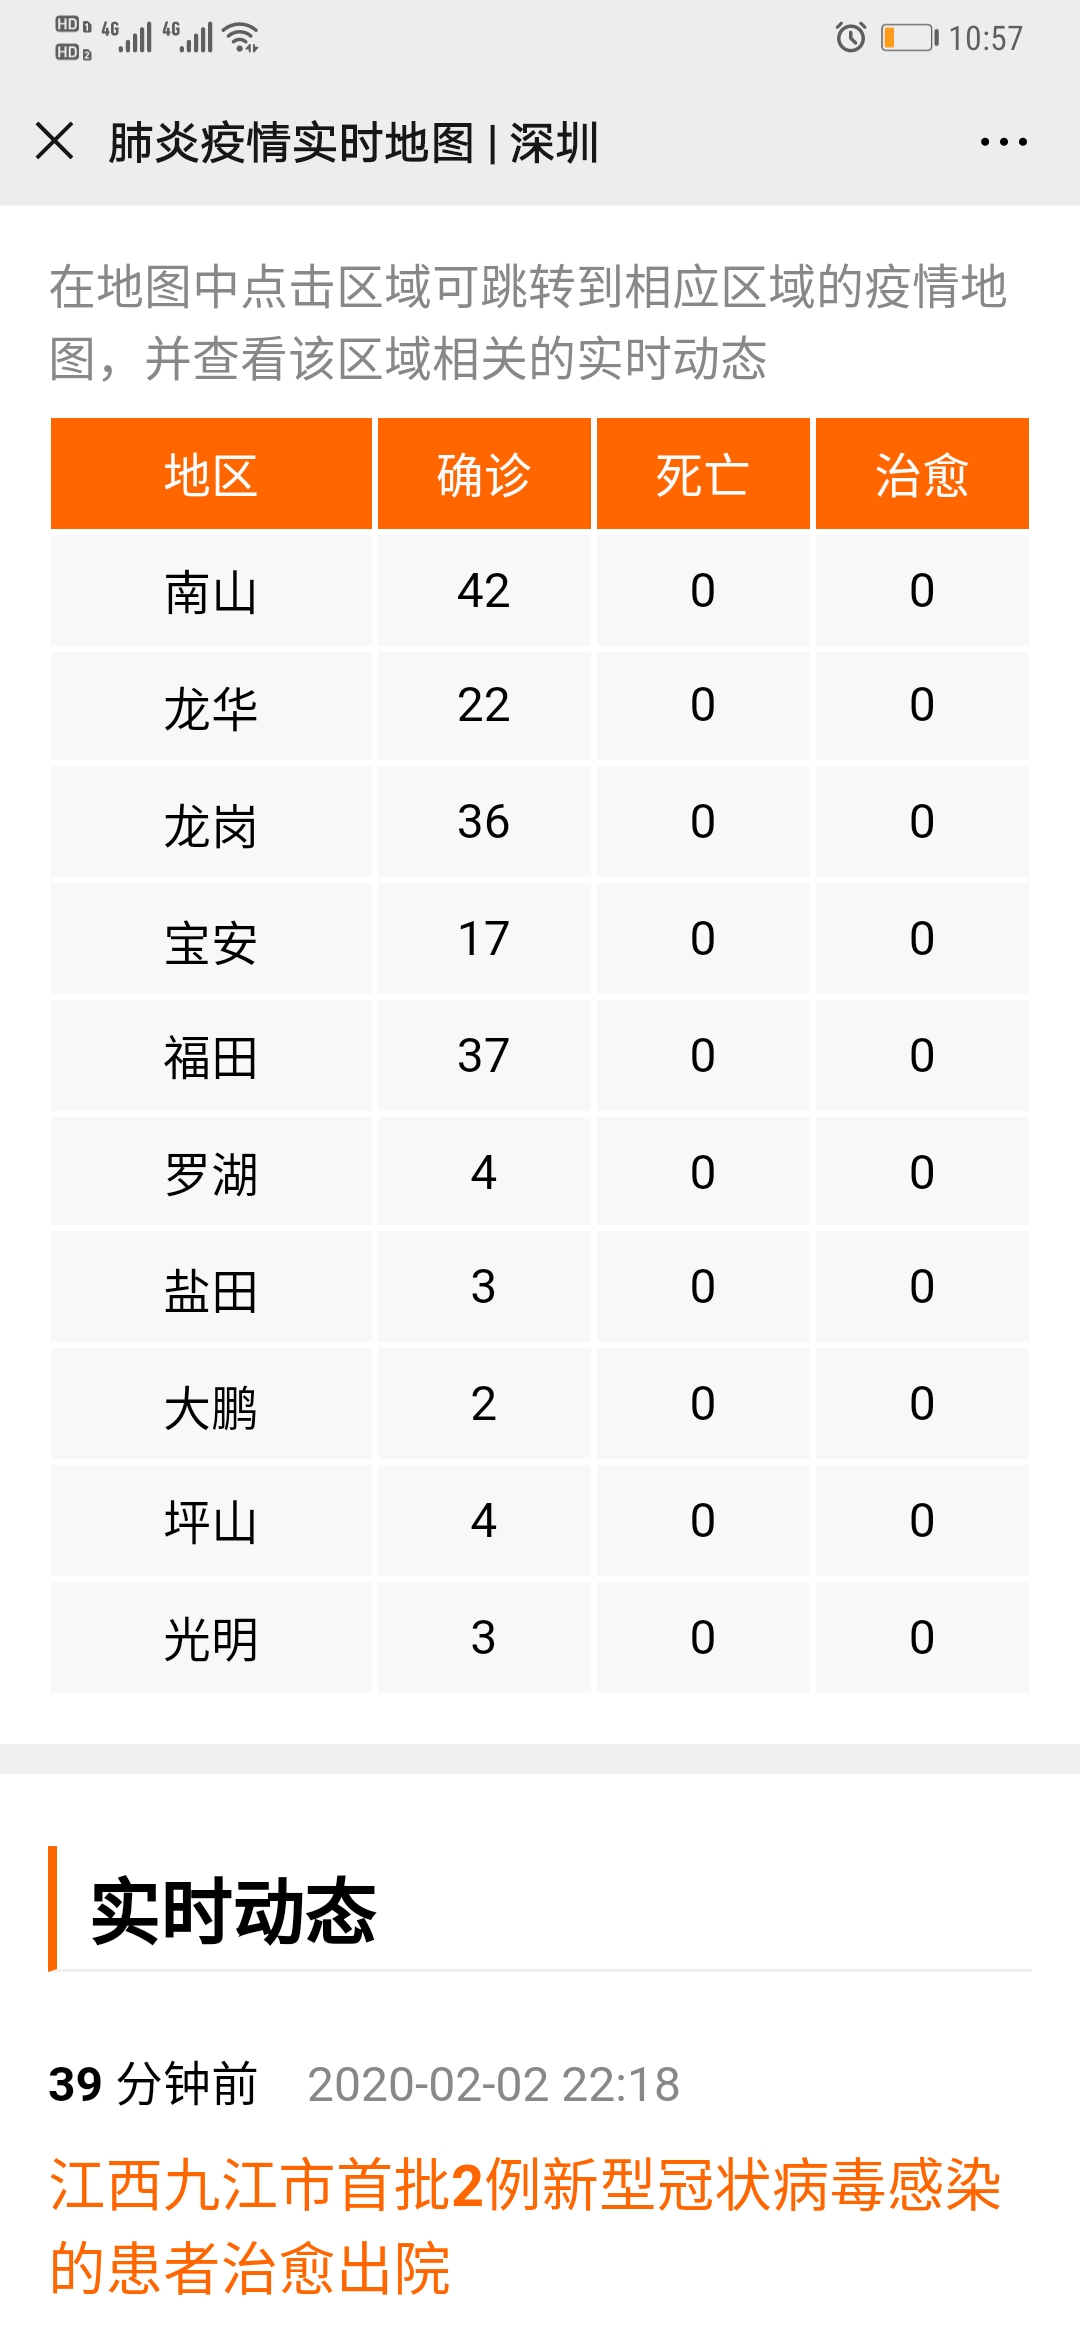 HD 1 4G 4G 10:57
HD 2
肺炎疫情实时地图 | 深圳
在地图中点击区域可跳转到相应区域的疫情地
图，并查看该区域相关的实时动态
地区 确诊 死亡 治愈
南山 42 0 0
龙华 22 0 0
龙岗 36 0 0
宝安 17 0 0
福田 37 0 0
罗湖 4 0 0
盐田 3 0 0
大鹏 2 0 0
坪山 4 0 0
光明 3 0 0
实时动态
39 分钟前 2020-02-02 22:18
江西九江市首批2例新型冠状病毒感染
的患者治愈出院